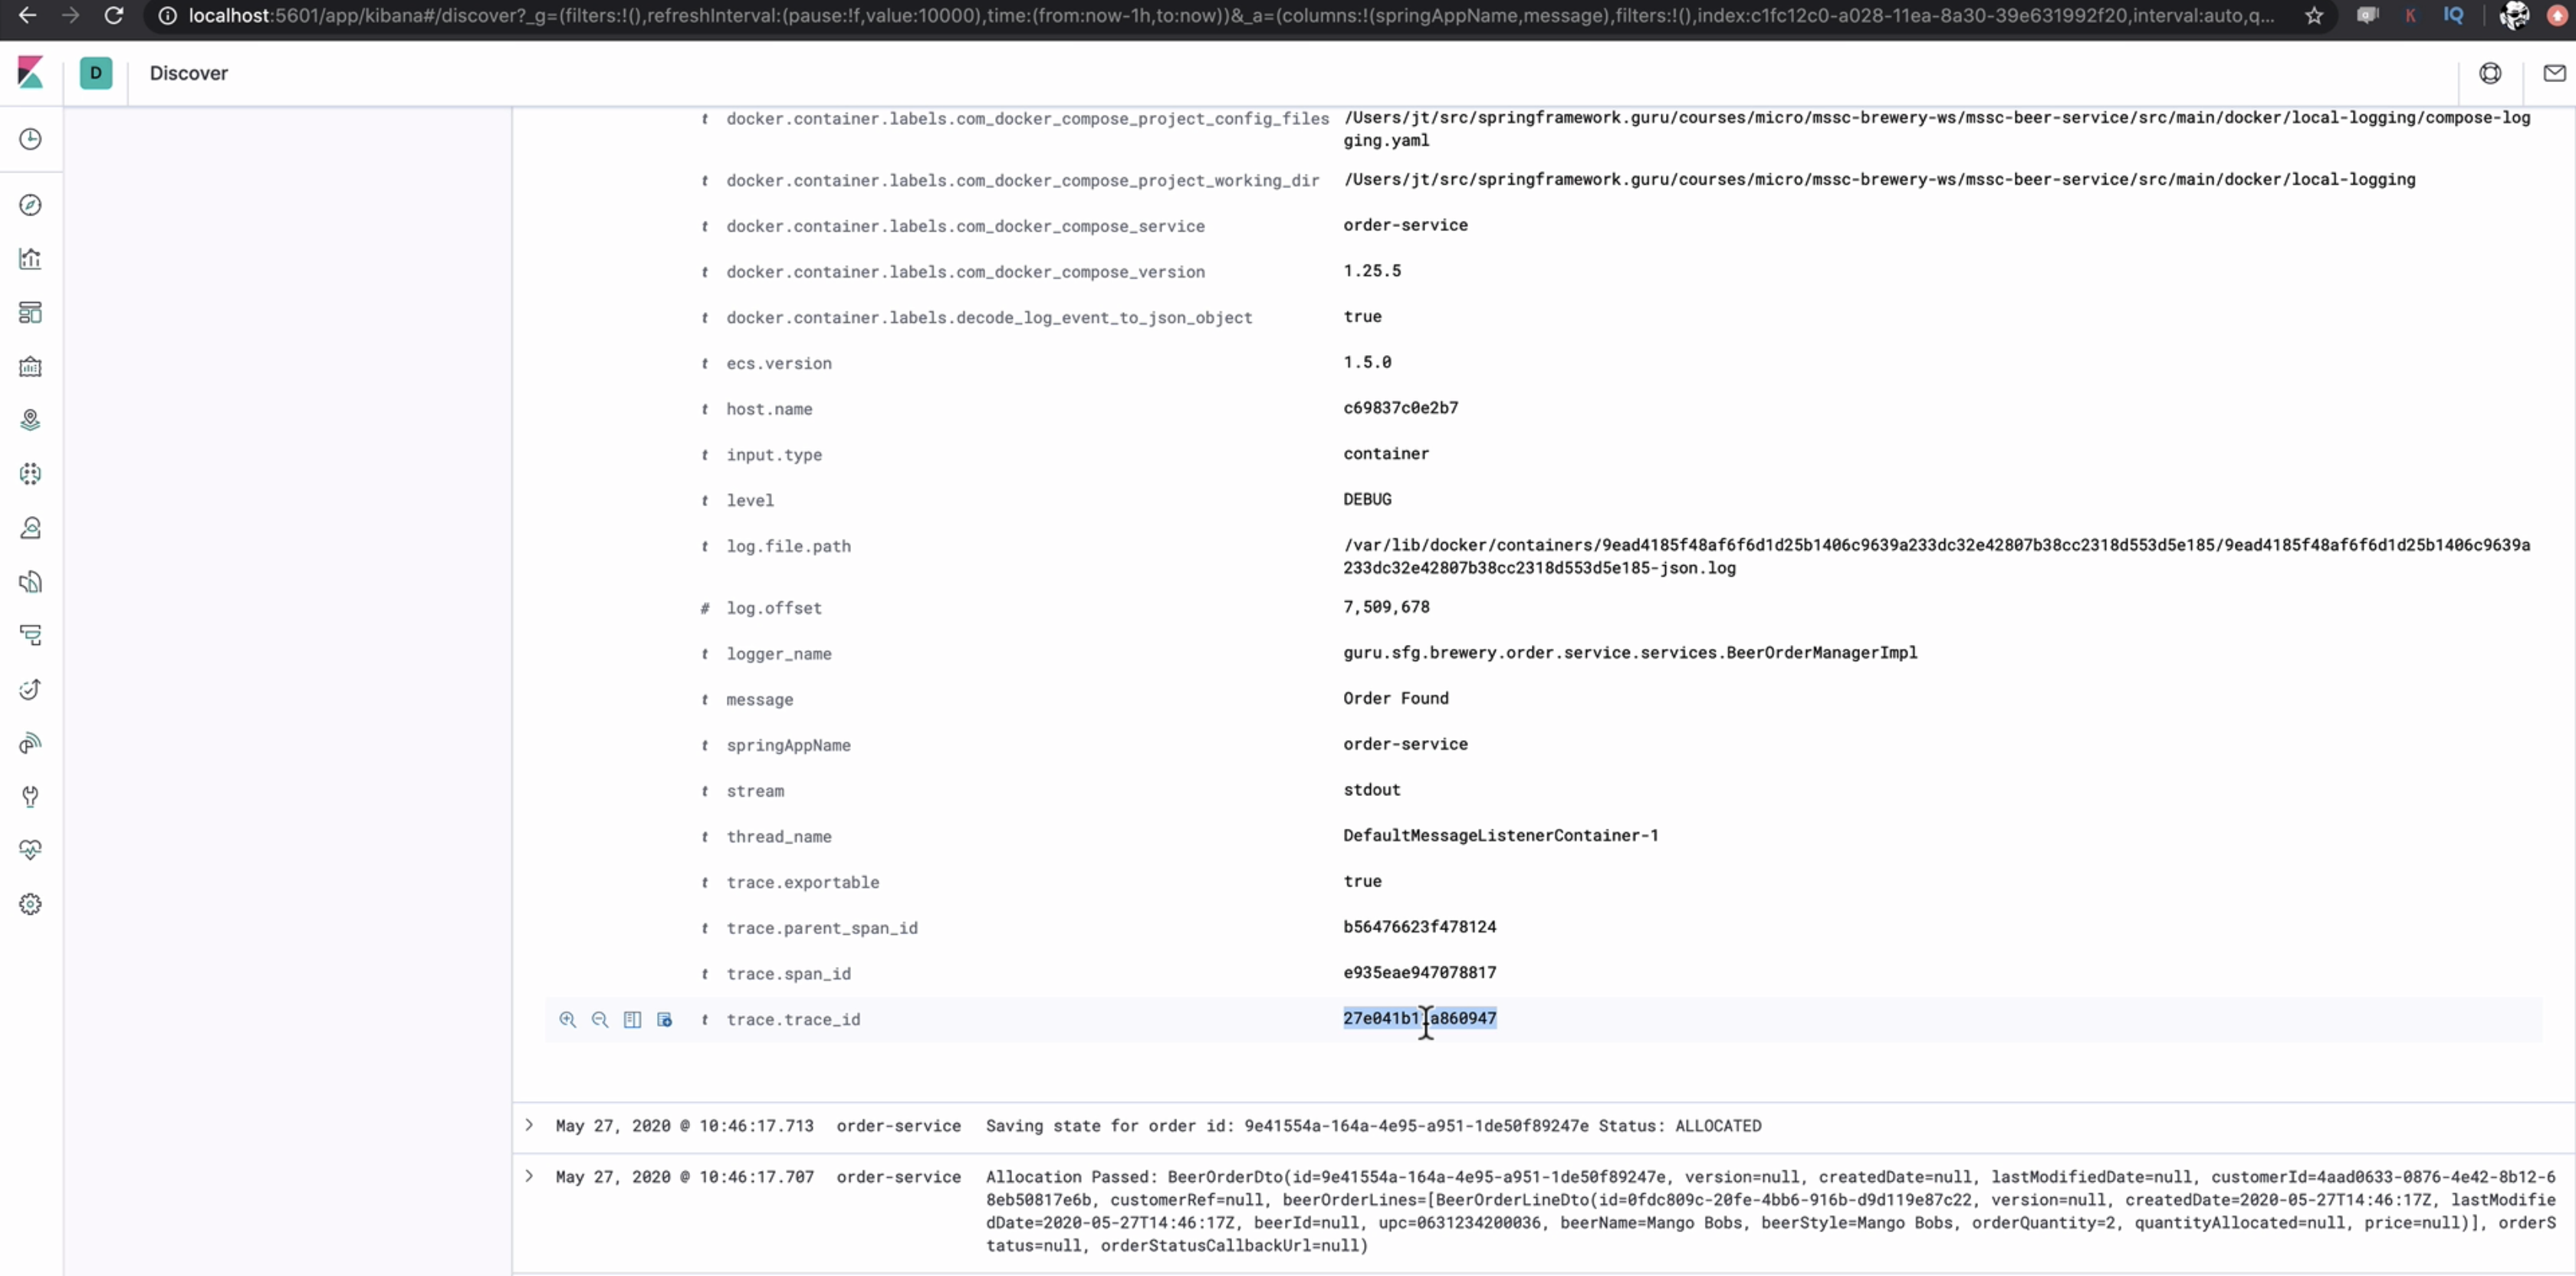 localhost:5601/app/kibana#/discover?_g=(filters:!(),refreshInterval:(pause:!f,value:10000),time:(from:now-1h,to:now))&_a=(columns:!(springAppName,message),filters:!(),index:c1fc12c0-a028-11ea-8a30-39e631992f20,interval:auto,q... K IQ
D Discover
t docker.container.labels.com_docker_compose_project_config_files /Users/jt/src/springframework.guru/courses/micro/mssc-brewery-ws/mssc-beer-service/src/main/docker/local-logging/compose-log
ging.yaml
t docker.container.labels.com_docker_compose_project_working_dir /Users/jt/src/springframework.guru/courses/micro/mssc-brewery-ws/mssc-beer-service/src/main/docker/local-logging
t docker.container.labels.com_docker_compose_service order-service
t docker.container.labels.com_docker_compose_version 1.25.5
t docker.container.labels.decode_log_event_to_json_object true
t ecs.version 1.5.0
t host.name c69837c0e2b7
t input.type container
t level DEBUG
t log.file.path /var/lib/docker/containers/9ead4185f48af6f6d1d25b1406c9639a233dc32e42807b38cc2318d553d5e185/9ead4185f48af6f6d1d25b1406c9639a
233dc32e42807b38cc2318d553d5e185-json.log
# log.offset 7,509,678
t logger_name guru.sfg.brewery.order.service.services.BeerOrderManagerImpl
t message Order Found
t springAppName order-service
t stream stdout
t thread_name DefaultMessageListenerContainer-1
t trace.exportable true
t trace.parent_span_id b56476623f478124
t trace.span_id e935eae947078817
t trace.trace_id
May 27, 2020 @ 10:46:17.713 order-service Saving state for order id: 9e41554a-164a-4e95-a951-1de50f89247e Status: ALLOCATED
May 27, 2020 @ 10:46:17.707 order-service Allocation Passed: BeerOrderDto(id=9e41554a-164a-4e95-a951-1de50f89247e, version=null, createdDate=null, lastModifiedDate=null, customerId=4aad0633-0876-4e42-8b12-6
8eb50817e6b, customerRef=null, beerOrderLines=[BeerOrderLineDto(id=0fdc809c-20fe-4bb6-916b-d9d119e87c22, version=null, createdDate=2020-05-27T14:46:17Z, lastModifie
dDate=2020-05-27T14:46:17Z, beerId=null, upc=0631234200036, beerName=Mango Bobs, beerStyle=Mango Bobs, orderQuantity=2, quantityAllocated=null, price=null)], orderS
tatus=null, orderStatusCallbackUrl=null)